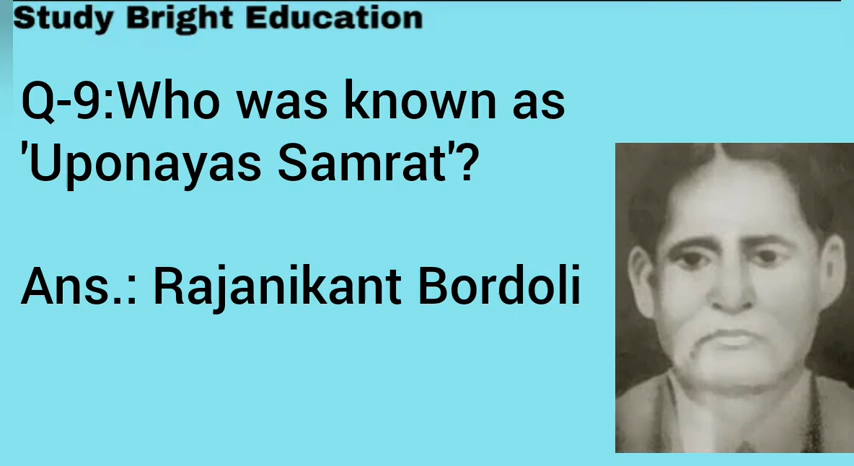 Study Bright Education
Q-9:Who was known as
'Uponayas Samrat'?
Ans.: Rajanikant Bordoli